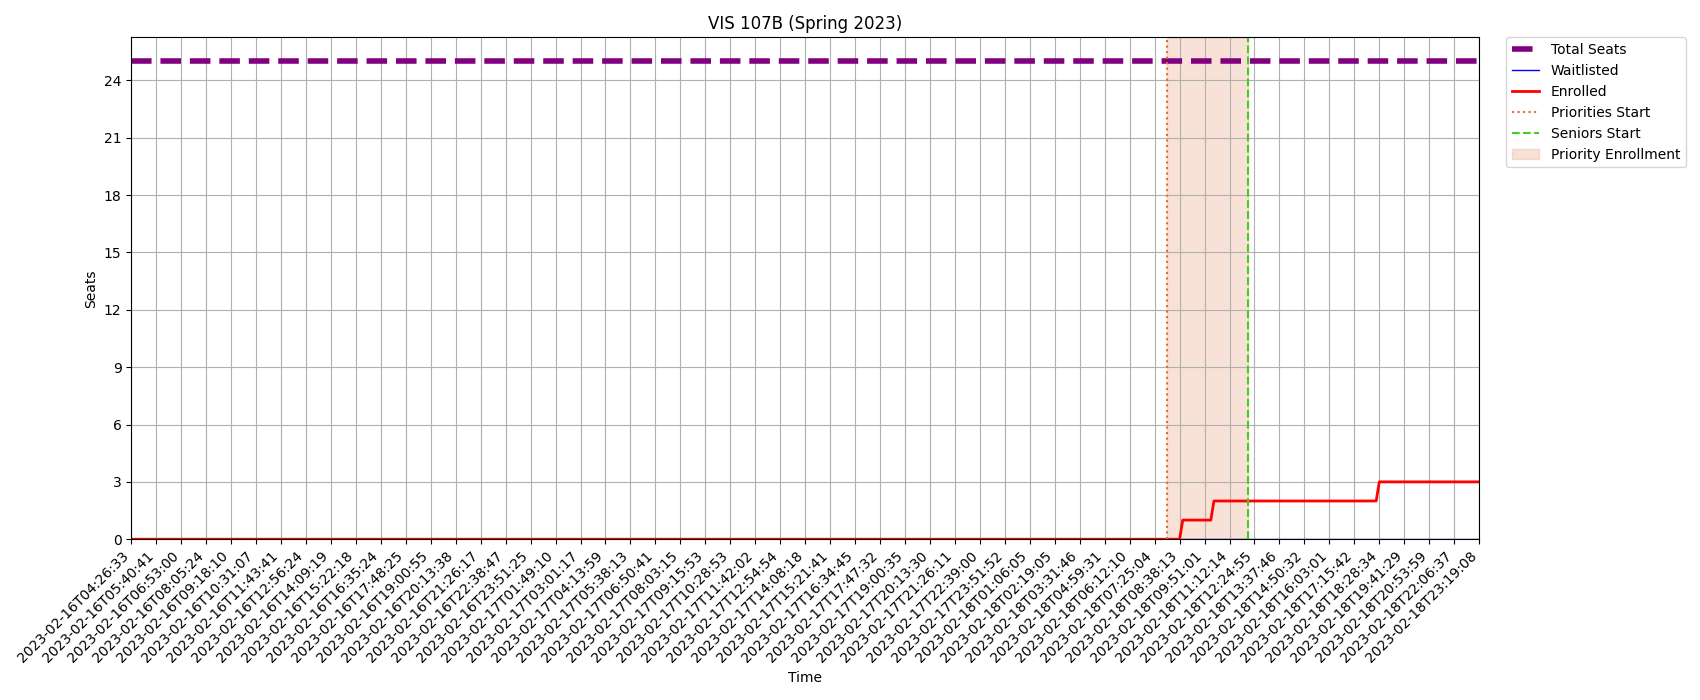 VIS 107B (Spring 2023)
Total Seats
Waitlisted
Enrolled
Priorities Start
Seniors Start
Priority Enrollment
Seats
24
21
18
15
12
9
6
3
0
2023-02-16T04:26:33
2023-02-16T05:40:41
2023-02-16T06:53:00
2023-02-16T08:05:24
2023-02-16T09:18:10
2023-02-16T10:31:07
2023-02-16T11:43:41
2023-02-16T12:56:24
2023-02-16T14:09:19
2023-02-16T15:22:18
2023-02-16T16:35:24
2023-02-16T17:48:25
2023-02-16T19:00:55
2023-02-16T20:13:38
2023-02-16T21:26:17
2023-02-16T22:38:47
2023-02-16T23:51:25
2023-02-17T01:49:10
2023-02-17T03:01:17
2023-02-17T04:13:59
2023-02-17T05:38:13
2023-02-17T06:50:41
2023-02-17T08:03:15
2023-02-17T09:15:53
2023-02-17T10:28:53
2023-02-17T11:42:02
2023-02-17T12:54:54
2023-02-17T14:08:18
2023-02-17T15:21:41
2023-02-17T16:34:45
2023-02-17T17:47:32
2023-02-17T19:00:35
2023-02-17T20:13:30
2023-02-17T21:26:11
2023-02-17T22:39:00
2023-02-17T23:51:52
2023-02-18T01:06:05
2023-02-18T02:19:05
2023-02-18T03:31:46
2023-02-18T04:59:31
2023-02-18T06:12:10
2023-02-18T07:25:04
2023-02-18T08:38:13
2023-02-18T09:51:01
2023-02-18T11:12:14
2023-02-18T12:24:55
2023-02-18T13:37:46
2023-02-18T14:50:32
2023-02-18T16:03:01
2023-02-18T17:15:42
2023-02-18T18:28:34
2023-02-18T19:41:29
2023-02-18T20:53:59
2023-02-18T22:06:37
2023-02-18T23:19:08
Time